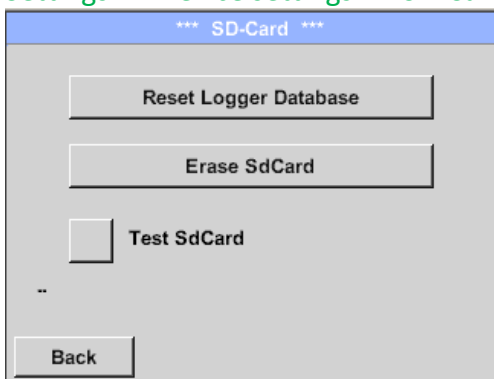 *** SD-Card ***
Reset Logger Database
Erase SdCard
Test SdCard
--
Back